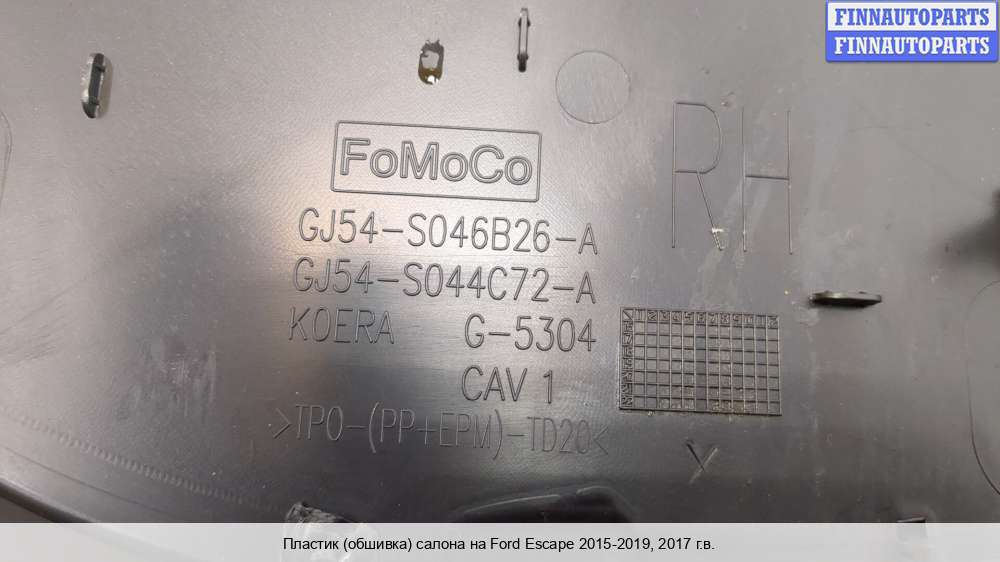 FINNAUTOPARTS
FINNAUTOPARTS
RH
FoMoCo
GJ54-S046B26-A
GJ54-S044C72-A
KOERA G-5304
CAV 1
>TPO-(PP+EPM)-TD20<
Y
Пластик (обшивка) салона на Ford Escape 2015-2019, 2017 г.в.